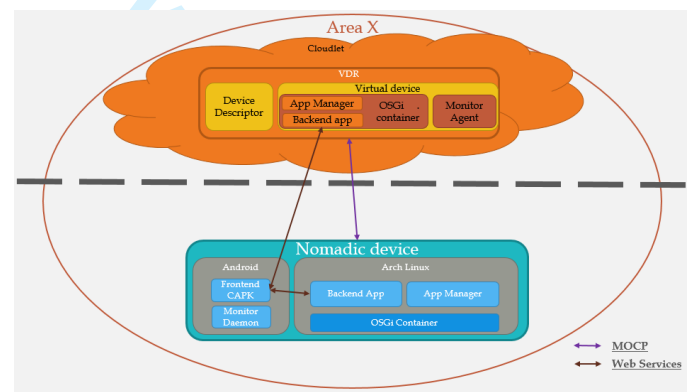 Area X
Cloudlet
VDR
Virtual device
Device
Descriptor
App Manager
Backend app
OSGi .
container
Monitor
Agent
Nomadic device
Android
Arch Linux
Frontend
CAPK
Monitor
Daemon
Backend App
App Manager
OSGi Container
MOCP
Web Services